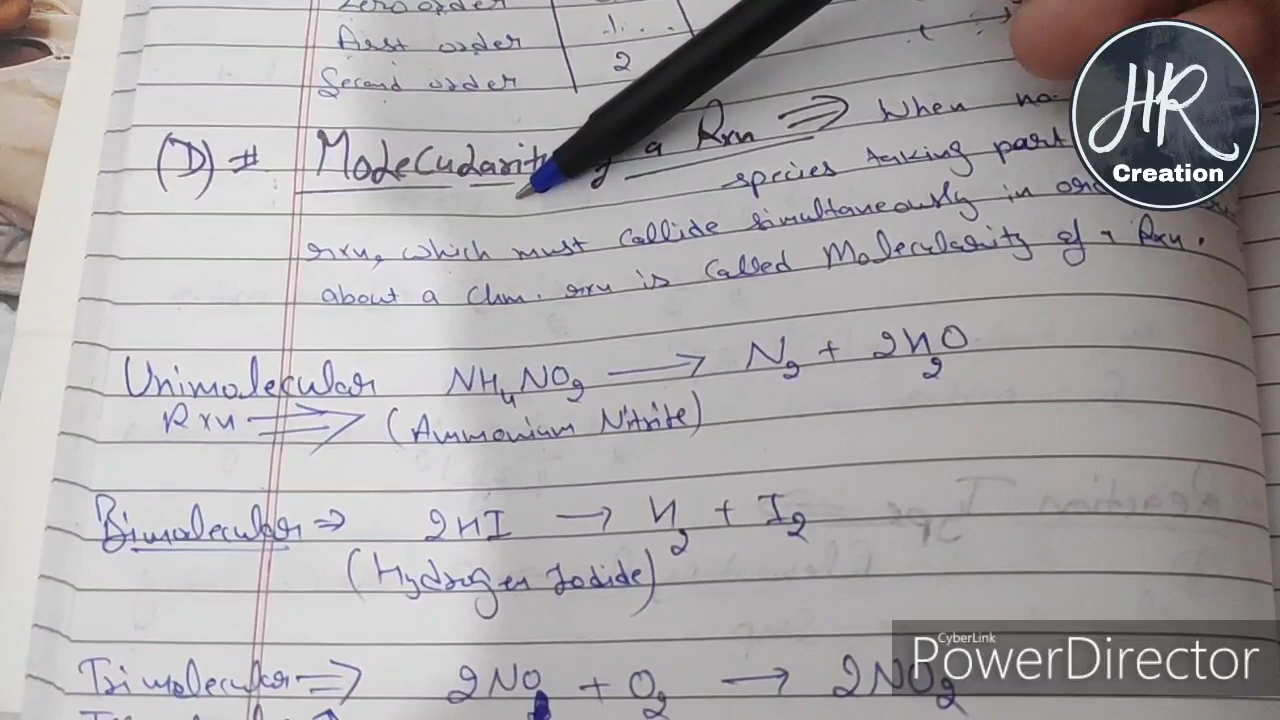 Zero order
First order 1
Second order 2
(D) # Molecularity of a Rxn ⇒ When no.
species taking part
rxn, which must collide simultaneously in
about a Chm. rxn is called Molecularity of a Rxn.
Unimolecular NH4NO2 → N2 + 2H2O
Rxn ⇒ (Ammonium Nitrite)
Bimolecular ⇒ 2HI → H2 + I2
(Hydrogen Iodide)
Trimolecular ⇒ 2NO + O2 → 2NO2
HR
Creation
CyberLink
PowerDirector